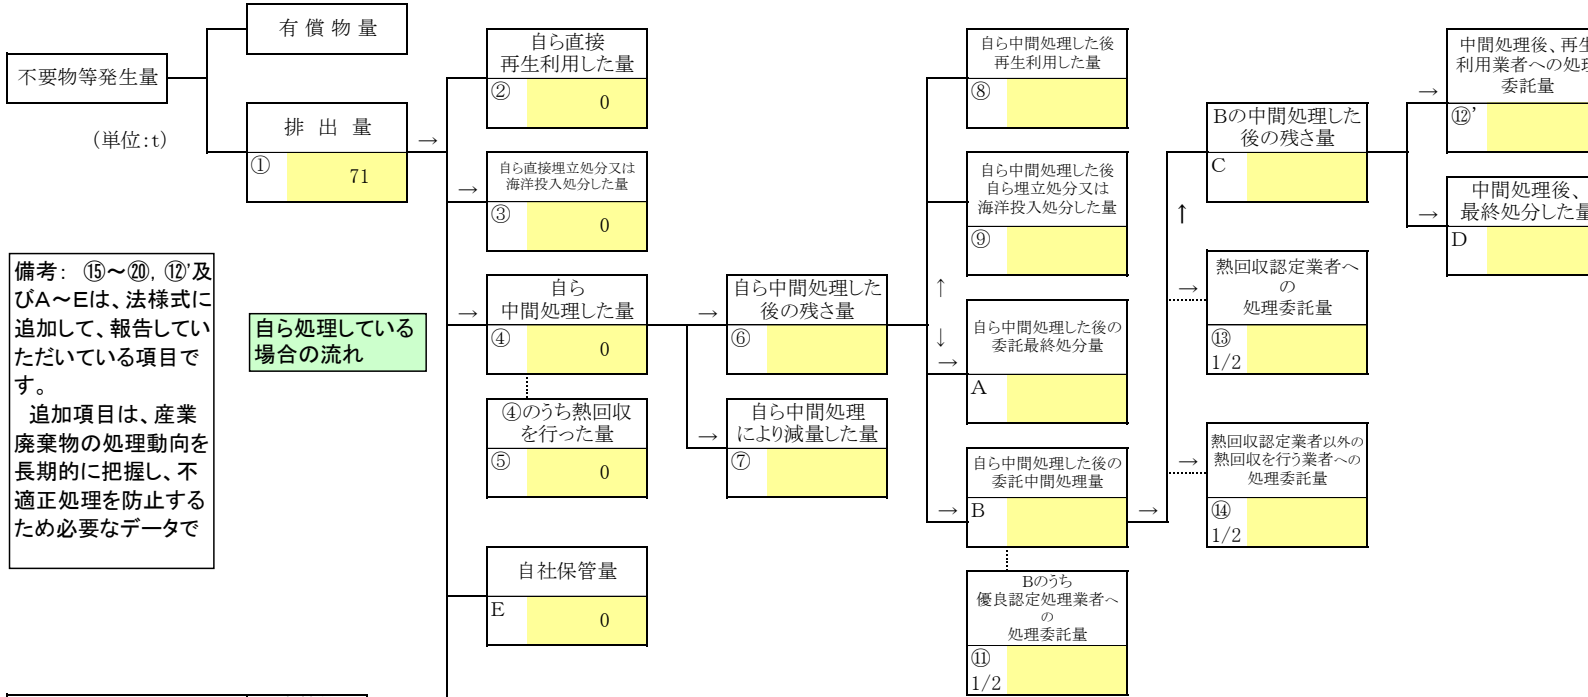 有 償 物 量
不要物等発生量
(単位:t)
排 出 量
→
①
71
備考: ⑮～⑳, ⑫'及
びA～Eは、法様式に
追加して、報告してい
ただいている項目で
す。
追加項目は、産業
廃棄物の処理動向を
長期的に把握し、不
適正処理を防止する
ため必要なデータで
自ら処理している
場合の流れ
自ら直接
再生利用した量
②
0
→
自ら直接埋立処分又は
海洋投入処分した量
③
0
→
自ら
中間処理した量
④
0
④のうち熱回収
を行った量
⑤
0
自社保管量
E
0
→
自ら中間処理した
後の残さ量
⑥
→
自ら中間処理
により減量した量
⑦
自ら中間処理した後
再生利用した量
⑧
自ら中間処理した後
自ら埋立処分又は
海洋投入処分した量
⑨
↑
↓
→
自ら中間処理した後の
委託最終処分量
A
→
自ら中間処理した後の
委託中間処理量
B
→
Bのうち
優良認定処理業者へ
の
処理委託量
⑪
1/2
↑
Bの中間処理した
後の残さ量
C
→
熱回収認定業者へ
の
処理委託量
⑬
1/2
→
熱回収認定業者以外の
熱回収を行う業者への
処理委託量
⑭
1/2
→
中間処理後、再生
利用業者への処理
委託量
⑫'
→
中間処理後、
最終処分した量
D